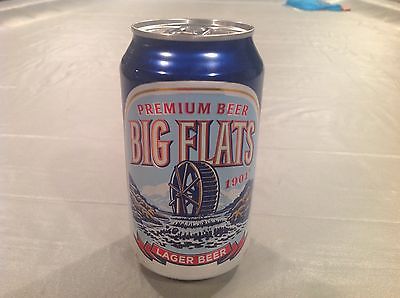 PREMIUM BEER
BIG FLATS
1901
LAGER BEER